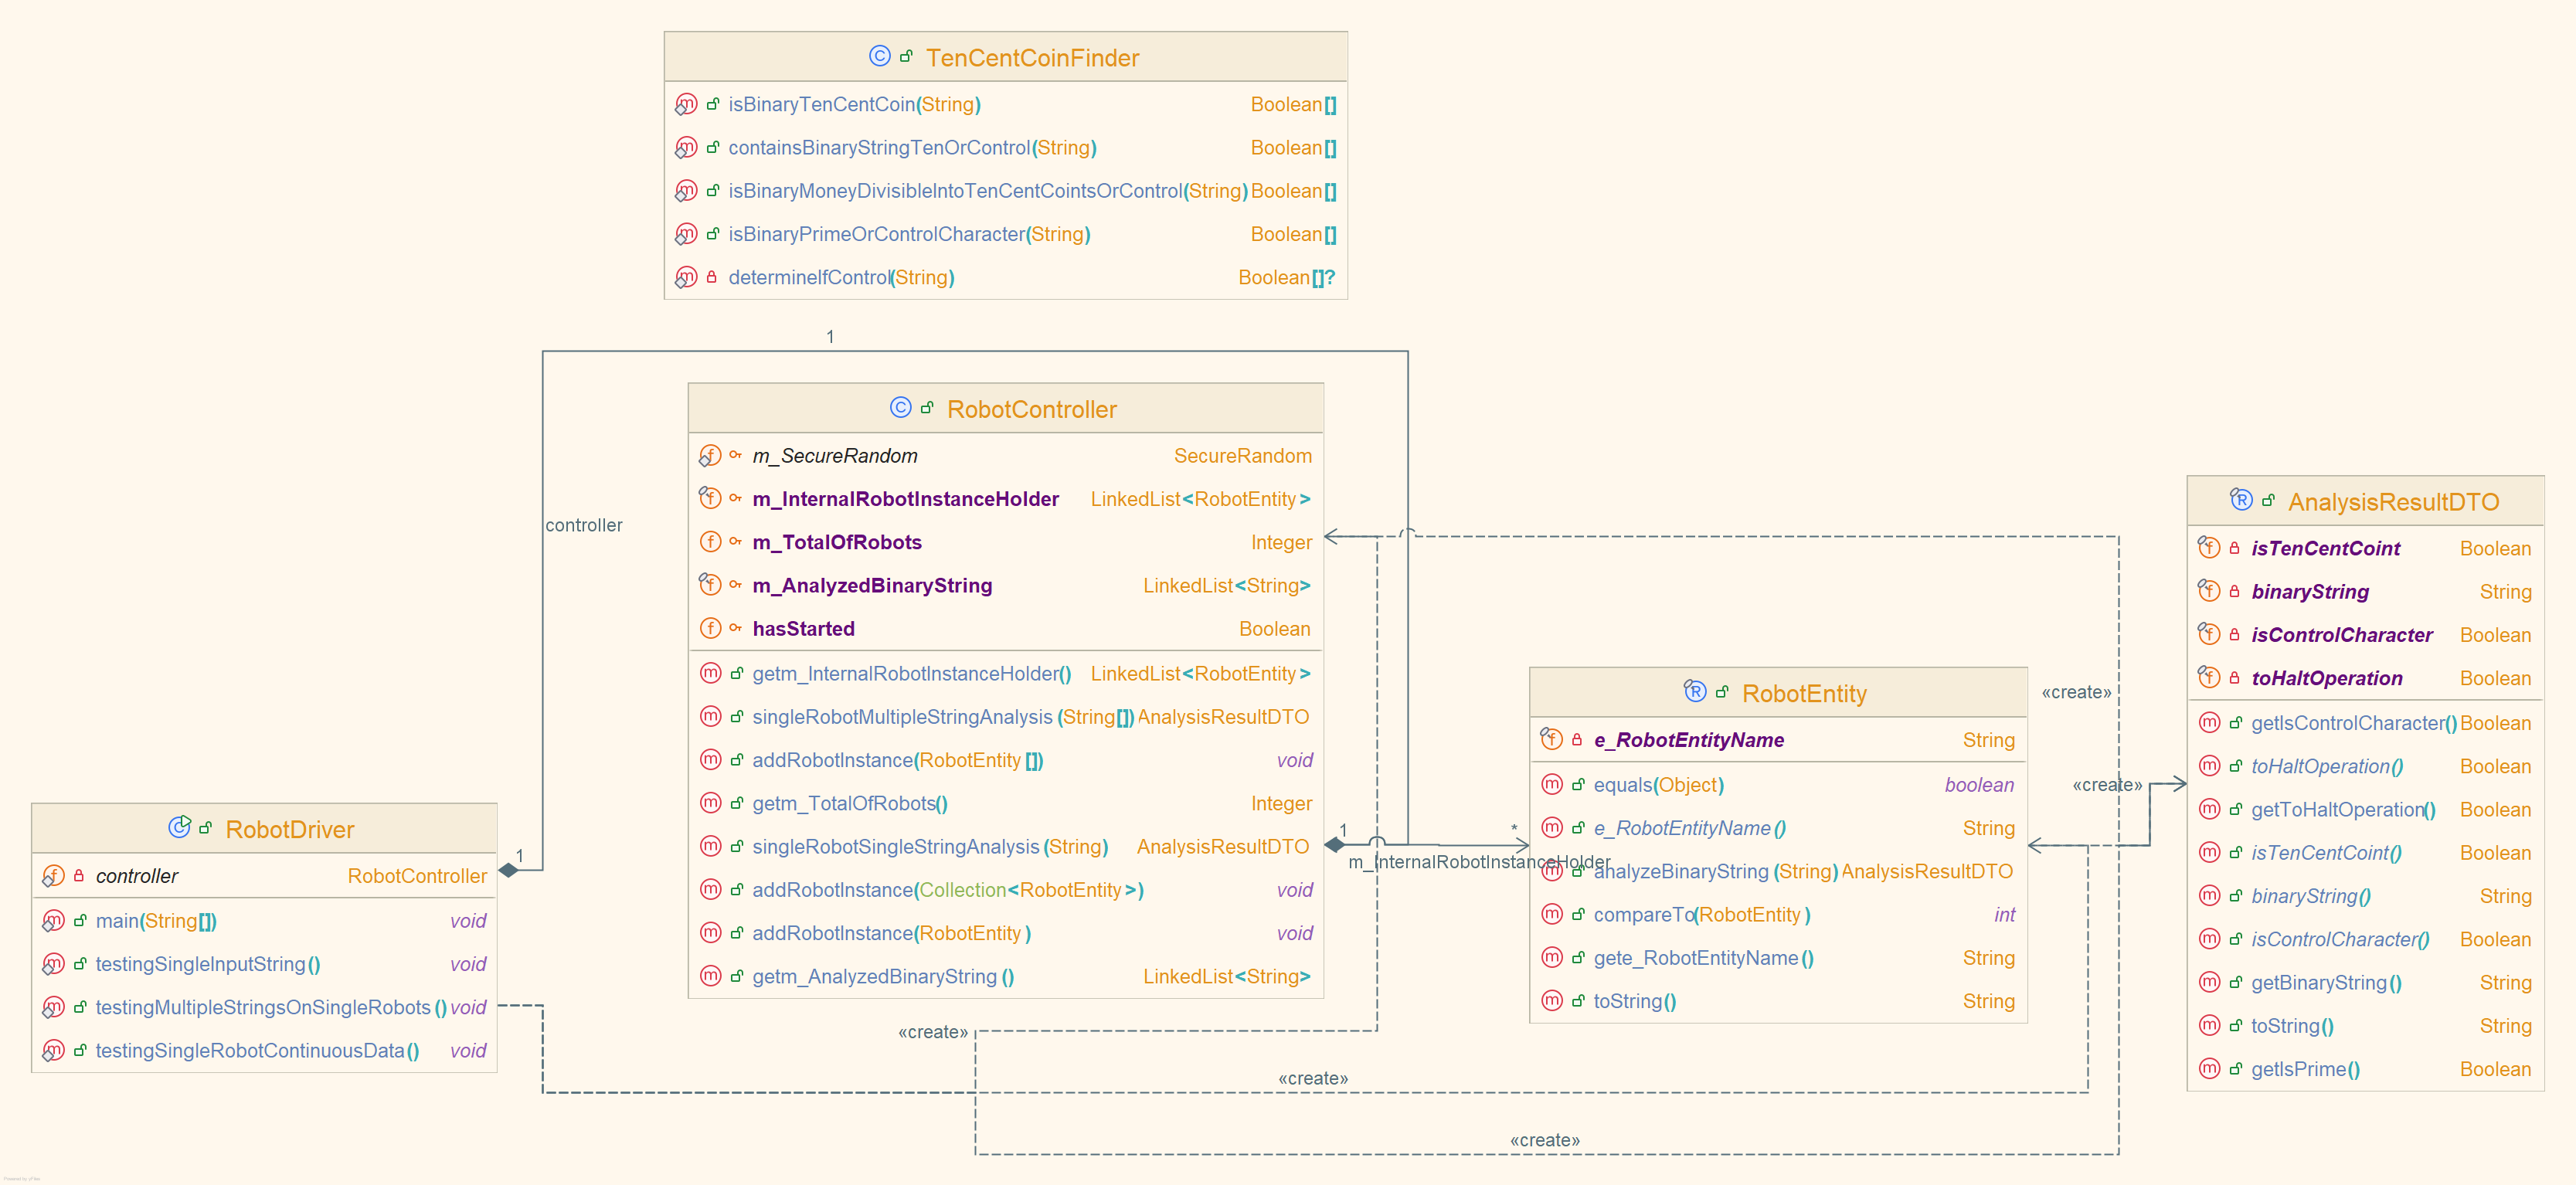 TenCentCoinFinder
isBinaryTenCentCoin(String) Boolean[]
containsBinaryStringTenOrControl(String) Boolean[]
isBinaryMoneyDivisibleIntoTenCentCointsOrControl(String) Boolean[]
isBinaryPrimeOrControlCharacter(String) Boolean[]
determineIfControl(String) Boolean[]?
1
controller
RobotController
m_SecureRandom SecureRandom
m_InternalRobotInstanceHolder LinkedList<RobotEntity>
m_TotalOfRobots Integer
m_AnalyzedBinaryString LinkedList<String>
hasStarted Boolean
getm_InternalRobotInstanceHolder() LinkedList<RobotEntity>
singleRobotMultipleStringAnalysis(String[]) AnalysisResultDTO
addRobotInstance(RobotEntity[]) void
getm_TotalOfRobots() Integer
singleRobotSingleStringAnalysis(String) AnalysisResultDTO
addRobotInstance(Collection<RobotEntity>) void
addRobotInstance(RobotEntity) void
getm_AnalyzedBinaryString() LinkedList<String>
RobotDriver
1
controller RobotController
main(String[]) void
testingSingleInputString() void
testingMultipleStringsOnSingleRobots() void
testingSingleRobotContinuousData() void
1
*
m_InternalRobotInstanceHolder
RobotEntity
e_RobotEntityName String
equals(Object) boolean
e_RobotEntityName() String
analyzeBinaryString(String) AnalysisResultDTO
compareTo(RobotEntity) int
gete_RobotEntityName() String
toString() String
«create»
«create»
«create»
«create»
«create»
AnalysisResultDTO
isTenCentCoint Boolean
binaryString String
isControlCharacter Boolean
toHaltOperation Boolean
getIsControlCharacter() Boolean
toHaltOperation() Boolean
getToHaltOperation() Boolean
isTenCentCoint() Boolean
binaryString() String
isControlCharacter() Boolean
getBinaryString() String
toString() String
getIsPrime() Boolean
Powered by yFiles